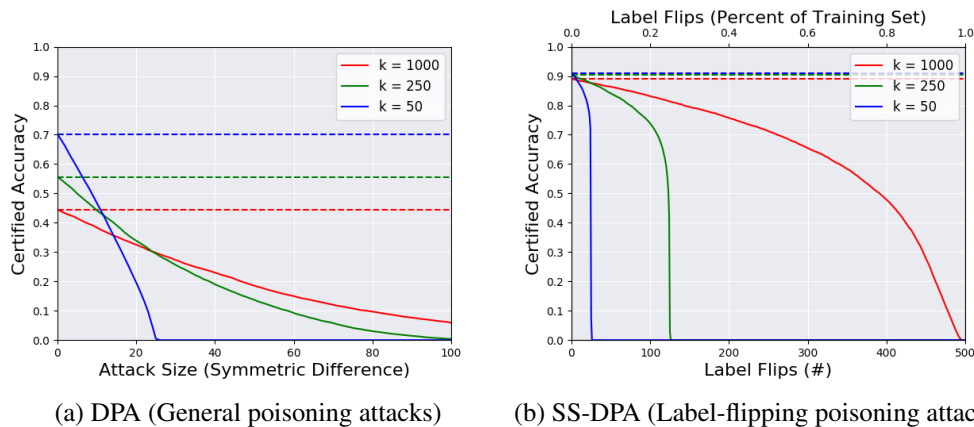 Label Flips (Percent of Training Set)
0.0 0.2 0.4 0.6 0.8 1.0
1.0
0.9
0.8
0.7
0.6
0.5
0.4
0.3
0.2
0.1
0.0
Certified Accuracy
k = 1000
k = 250
k = 50
0 20 40 60 80 100
Attack Size (Symmetric Difference)
(a) DPA (General poisoning attacks)
1.0
0.9
0.8
0.7
0.6
0.5
0.4
0.3
0.2
0.1
0.0
Certified Accuracy
k = 1000
k = 250
k = 50
0 100 200 300 400 500
Label Flips (#)
(b) SS-DPA (Label-flipping poisoning attac